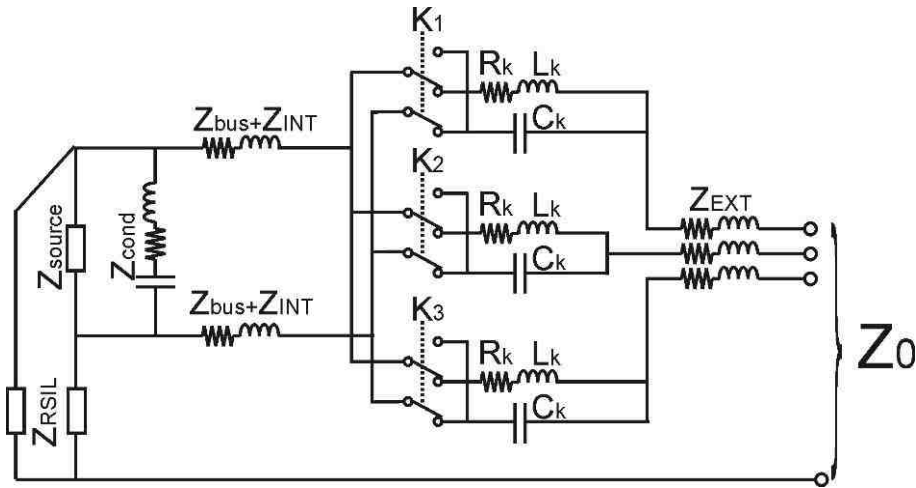 K1
Rk
Lk
Ck
Zbus+ZINT
K2
Rk
Lk
Ck
ZEXT
Zsource
Zcond
Zbus+ZINT
K3
Rk
Lk
Ck
ZRSIL
Z0